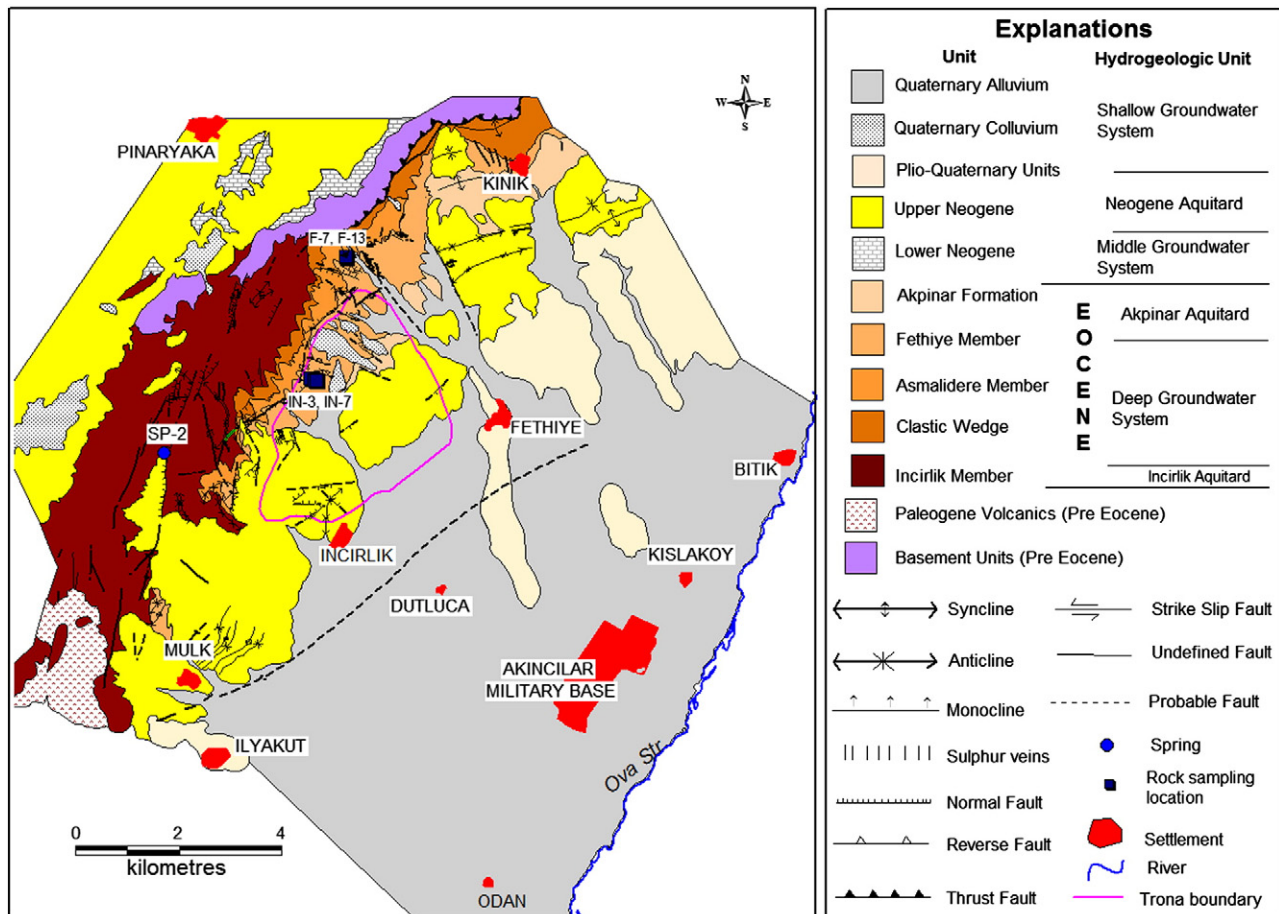 N
W E
S
PINARYAKA
KINIK
F-7, F-13
IN-3, IN-7
SP-2
FETHIYE
BITIK
INCIRLIK
KISLAKOY
DUTLUCA
MULK
AKINCILAR
MILITARY BASE
ILYAKUT
Ova Str.
0 2 4
kilometres
ODAN
Explanations
Unit Hydrogeologic Unit
Quaternary Alluvium
Quaternary Colluvium
Plio-Quaternary Units
Upper Neogene
Lower Neogene
Akpinar Formation
Fethiye Member
Asmalidere Member
Clastic Wedge
Incirlik Member
Paleogene Volcanics (Pre Eocene)
Basement Units (Pre Eocene)
Shallow Groundwater
System
Neogene Aquitard
Middle Groundwater
System
E
O
C
E
N
E
Akpinar Aquitard
Deep Groundwater
System
Incirlik Aquitard
Syncline
Anticline
Monocline
Sulphur veins
Normal Fault
Reverse Fault
Thrust Fault
Strike Slip Fault
Undefined Fault
Probable Fault
Spring
Rock sampling
location
Settlement
River
Trona boundary